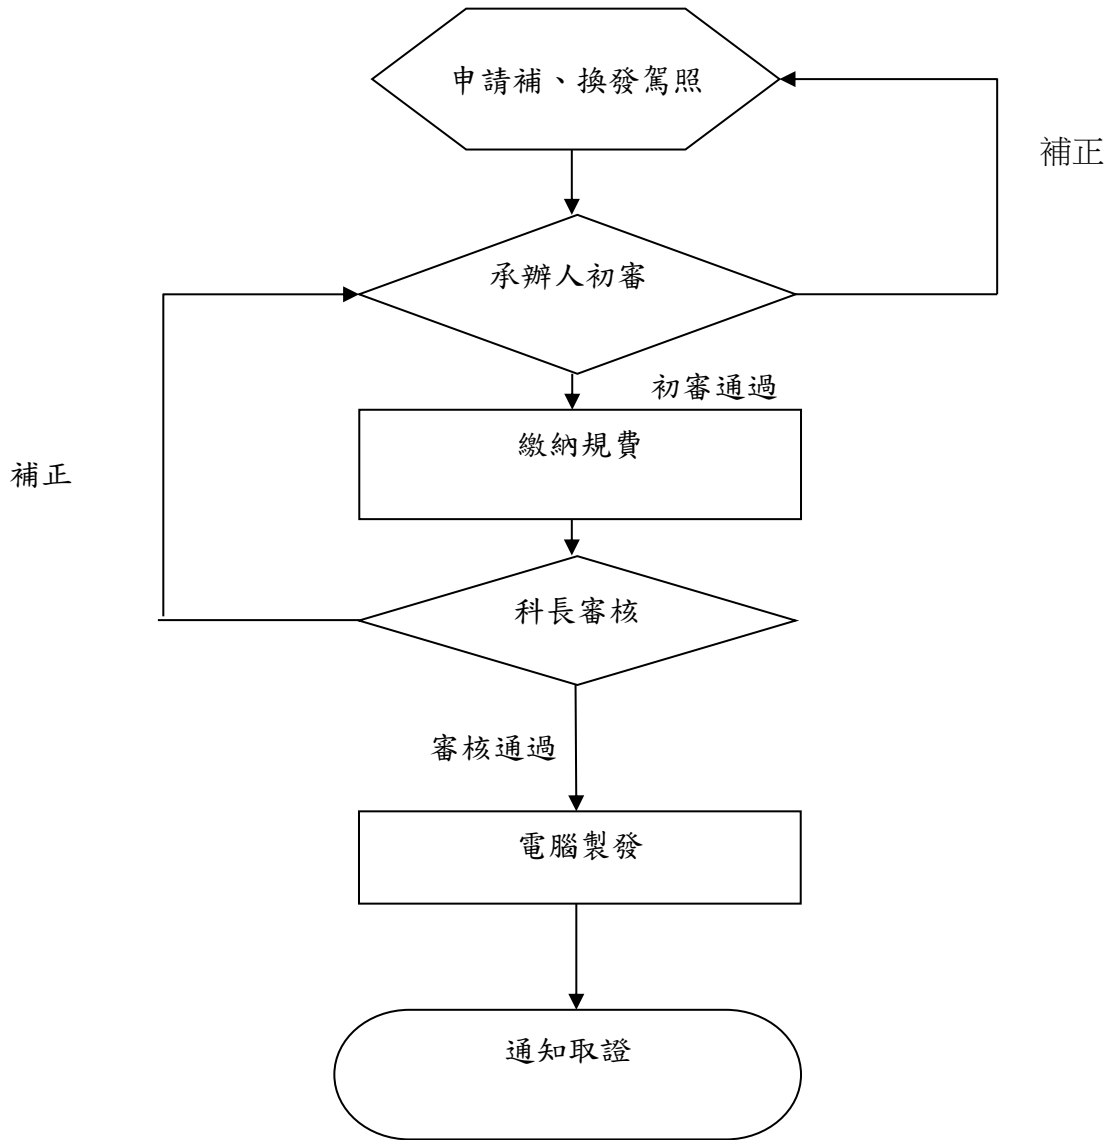 申請補、換發駕照
補正
承辦人初審
初審通過
繳納規費
補正
科長審核
審核通過
電腦製發
通知取證